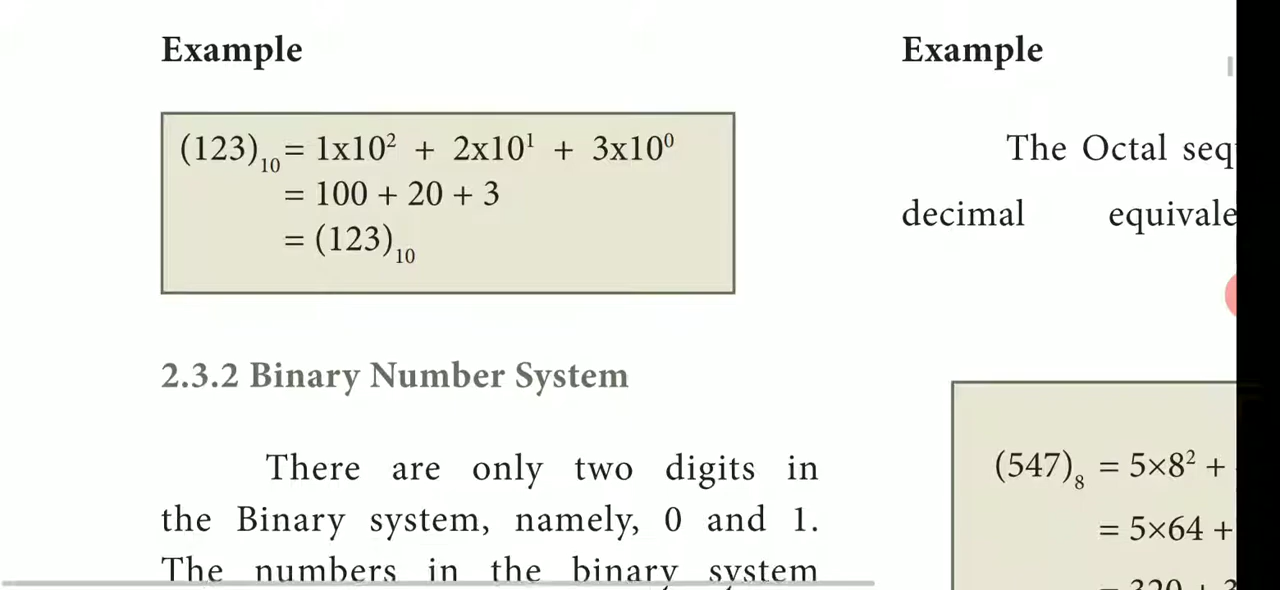 Example
(123)₁₀ = 1x10² + 2x10¹ + 3x10⁰
= 100 + 20 + 3
= (123)₁₀
2.3.2 Binary Number System
There are only two digits in
the Binary system, namely, 0 and 1.
The numbers in the binary system
Example
The Octal seq
decimal equivale
(547)₈ = 5×8² +
= 5×64 +
= 320 +